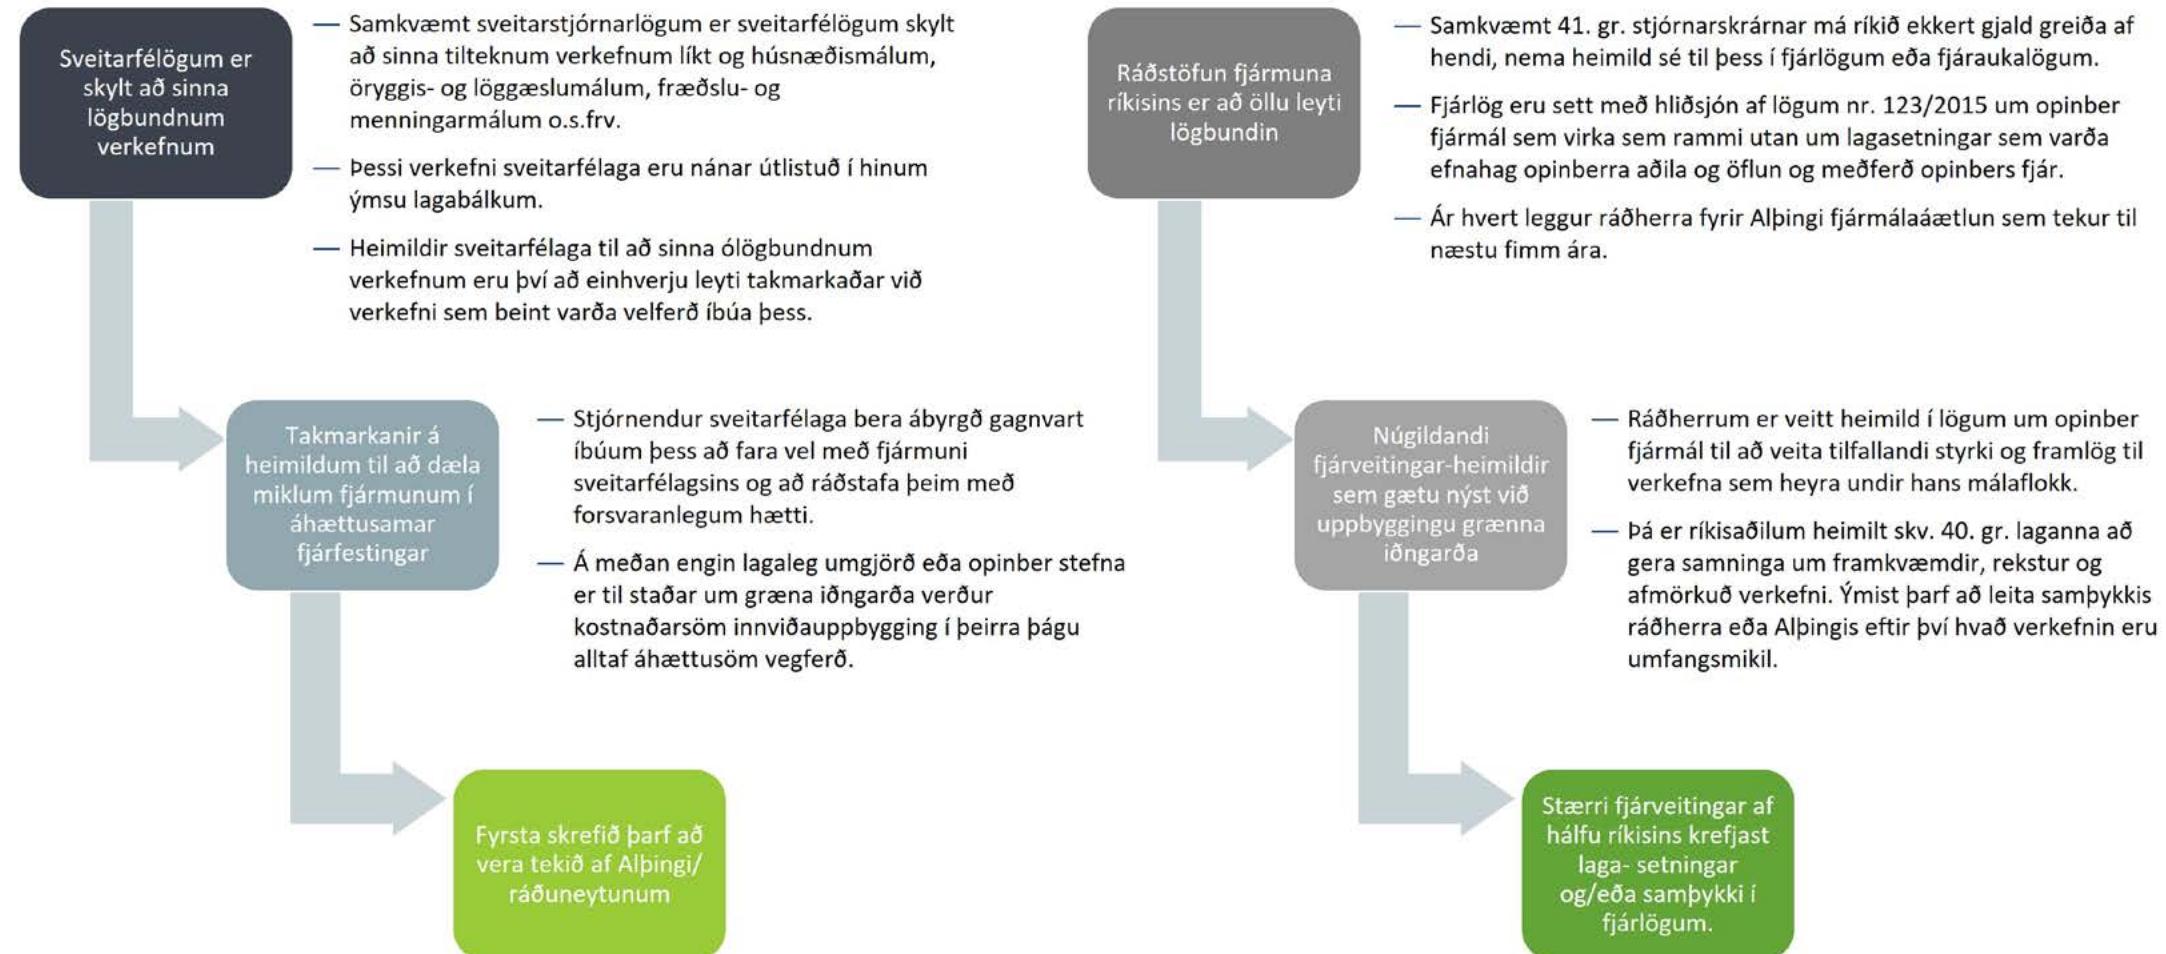 Sveitarfélögum er
skylt að sinna
lögbundnum
verkefnum
— Samkvæmt sveitarstjórnarlögum er sveitarfélögum skylt
að sinna tilteknum verkefnum líkt og húsnæðismálum,
öryggis- og löggæslumálum, fræðslu- og
menningarmálum o.s.frv.
— Þessi verkefni sveitarfélaga eru nánar útlistuð í hinum
ýmsu lagabálkum.
— Heimildir sveitarfélaga til að sinna ólögbundnum
verkefnum eru því að einhverju leyti takmarkaðar við
verkefni sem beint varða velferð íbúa þess.
Takmarkanir á
heimildum til að dæla
miklum fjármunum í
áhættusamar
fjárfestingar
— Stjórnendur sveitarfélaga bera ábyrgð gagnvart
íbúum þess að fara vel með fjármuni
sveitarfélagsins og að ráðstafa þeim með
forsvaranlegum hætti.
— Á meðan engin lagaleg umgjörð eða opinber stefna
er til staðar um græna iðngarða verður
kostnaðarsöm innviðauppbygging í þeirra þágu
alltaf áhættusöm vegferð.
Fyrsta skrefið þarf að
vera tekið af Alþingi/
ráðuneytunum
Ráðstöfun fjármuna
ríkisins er að öllu leyti
lögbundin
— Samkvæmt 41. gr. stjórnarskrárnar má ríkið ekkert gjald greiða af
hendi, nema heimild sé til þess í fjárlögum eða fjáraukalögum.
— Fjárlög eru sett með hliðsjón af lögum nr. 123/2015 um opinber
fjármál sem virka sem rammi utan um lagasetningar sem varða
efnahag opinberra aðila og öflun og meðferð opinbers fjár.
— Ár hvert leggur ráðherra fyrir Alþingi fjármálaáætlun sem tekur til
næstu fimm ára.
Núgildandi
fjárveitingar-heimildir
sem gætu nýst við
uppbyggingu grænna
iðngarða
— Ráðherrum er veitt heimild í lögum um opinber
fjármál til að veita tilfallandi styrki og framlög til
verkefna sem heyra undir hans málaflokk.
— Þá er ríkisaðilum heimilt skv. 40. gr. laganna að
gera samninga um framkvæmdir, rekstur og
afmörkuð verkefni. Ýmist þarf að leita samþykkis
ráðherra eða Alþingis eftir því hvað verkefnin eru
umfangsmikil.
Stærri fjárveitingar af
hálfu ríkisins krefjast
laga- setningar
og/eða samþykki í
fjárlögum.